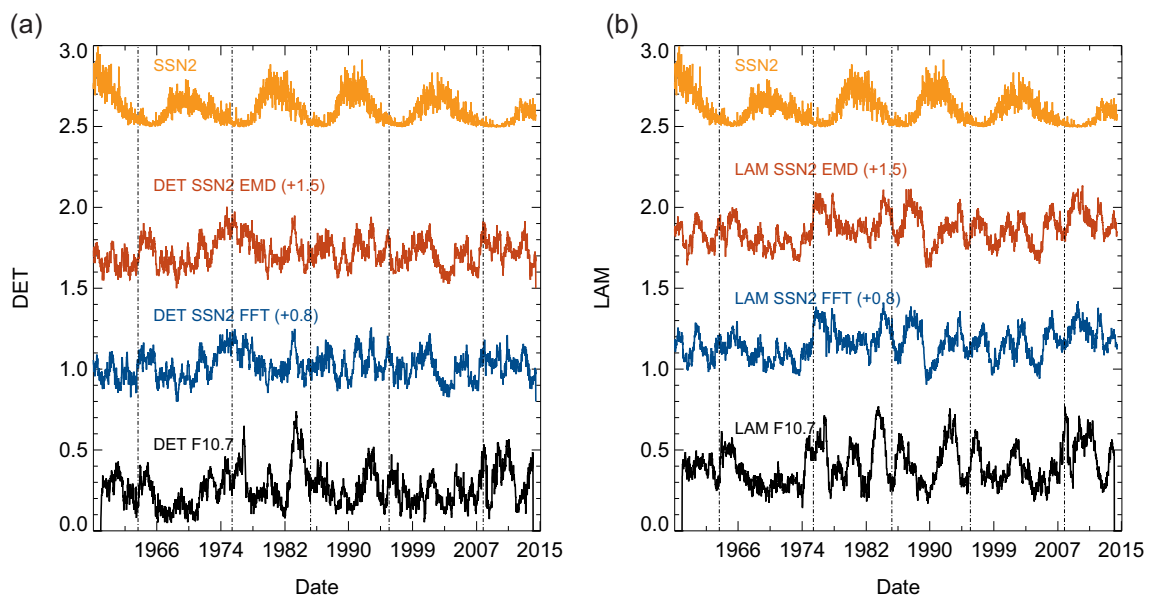 (a)
3.0
2.5
2.0
1.5
1.0
0.5
0.0
DET
SSN2
DET SSN2 EMD (+1.5)
DET SSN2 FFT (+0.8)
DET F10.7
1966 1974 1982 1990 1999 2007 2015
Date
(b)
3.0
2.5
2.0
1.5
1.0
0.5
0.0
LAM
SSN2
LAM SSN2 EMD (+1.5)
LAM SSN2 FFT (+0.8)
LAM F10.7
1966 1974 1982 1990 1999 2007 2015
Date